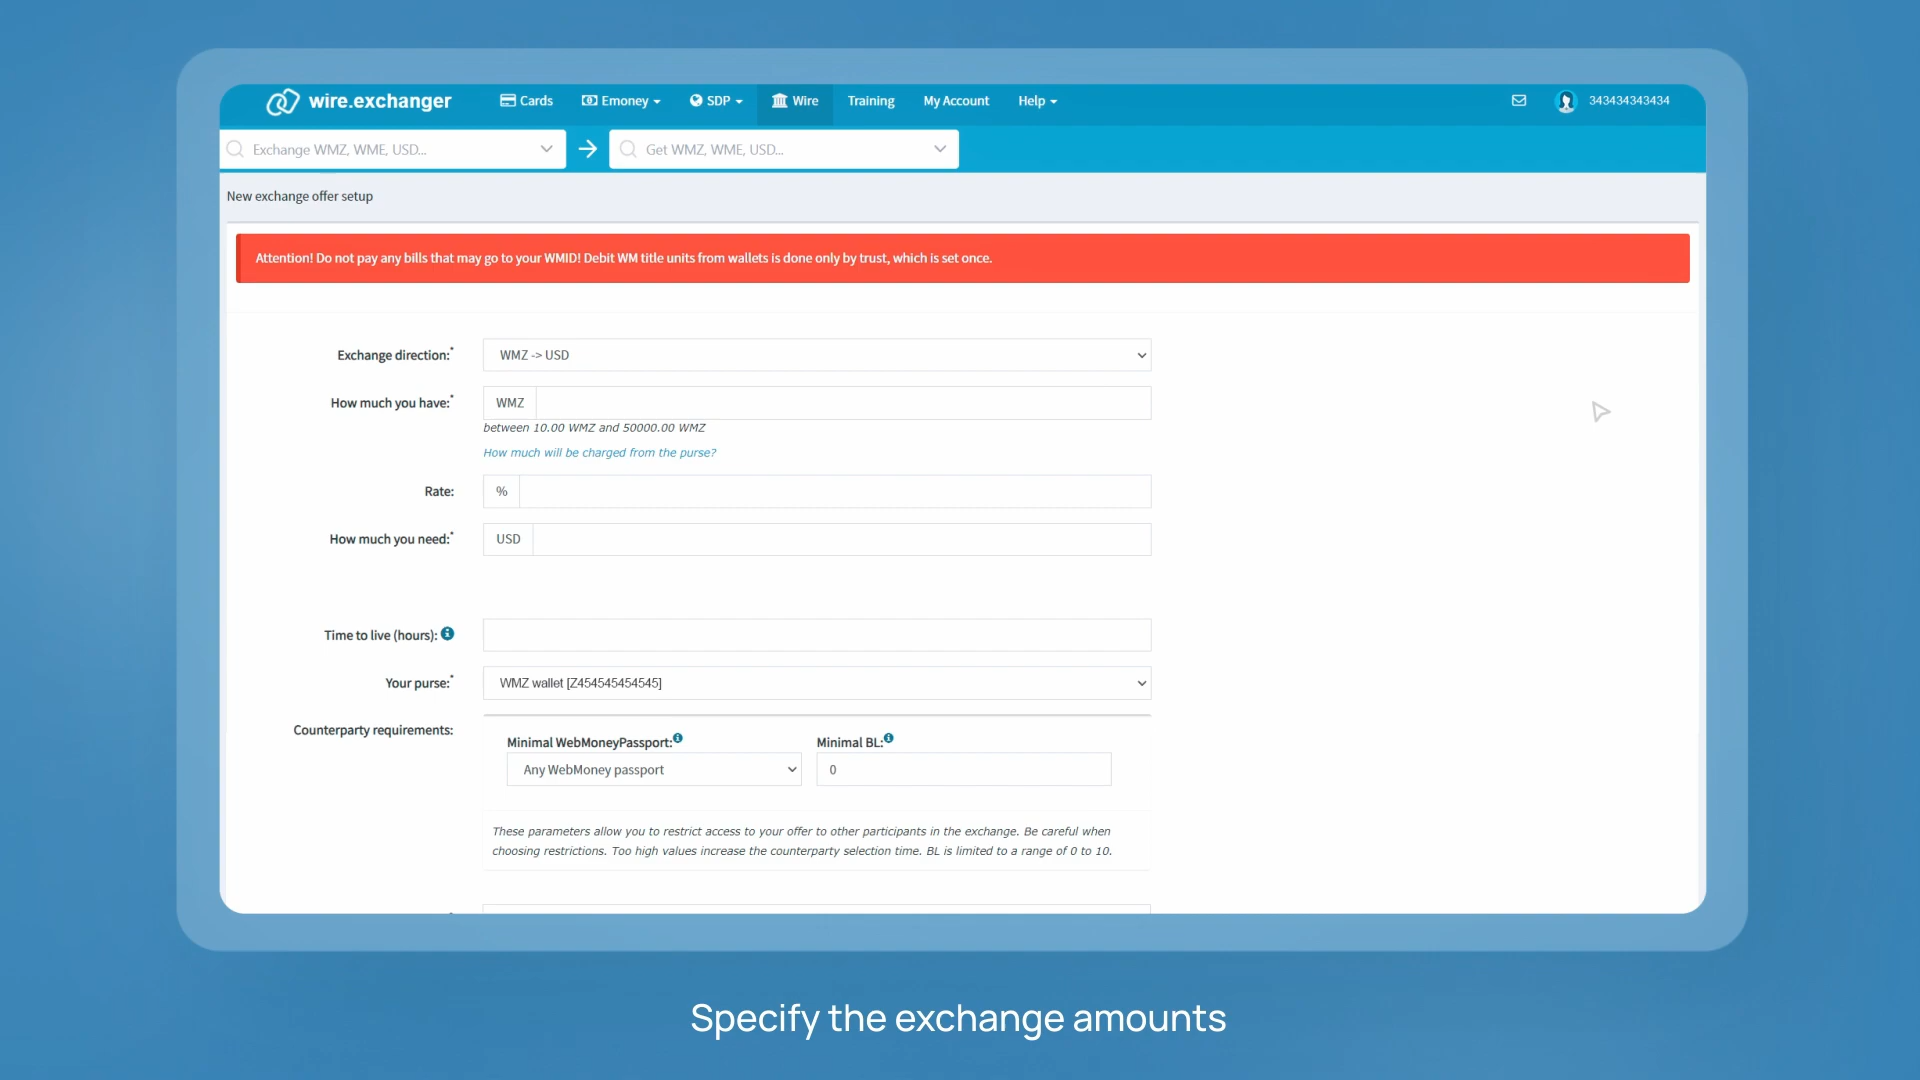 wire.exchanger
Cards
Emoney
SDP
Wire
Training
My Account
Help
343434343434
Exchange WMZ, WME, USD...
Get WMZ, WME, USD...
New exchange offer setup
Attention! Do not pay any bills that may go to your WMID! Debit WM title units from wallets is done only by trust, which is set once.
Exchange direction:*
WMZ -> USD
How much you have:*
WMZ
between 10.00 WMZ and 50000.00 WMZ
How much will be charged from the purse?
Rate:
%
How much you need:*
USD
Time to live (hours):
Your purse:*
WMZ wallet [Z454545454545]
Counterparty requirements:
Minimal WebMoneyPassport:
Minimal BL:
Any WebMoney passport
0
These parameters allow you to restrict access to your offer to other participants in the exchange. Be careful when
choosing restrictions. Too high values increase the counterparty selection time. BL is limited to a range of 0 to 10.
Specify the exchange amounts